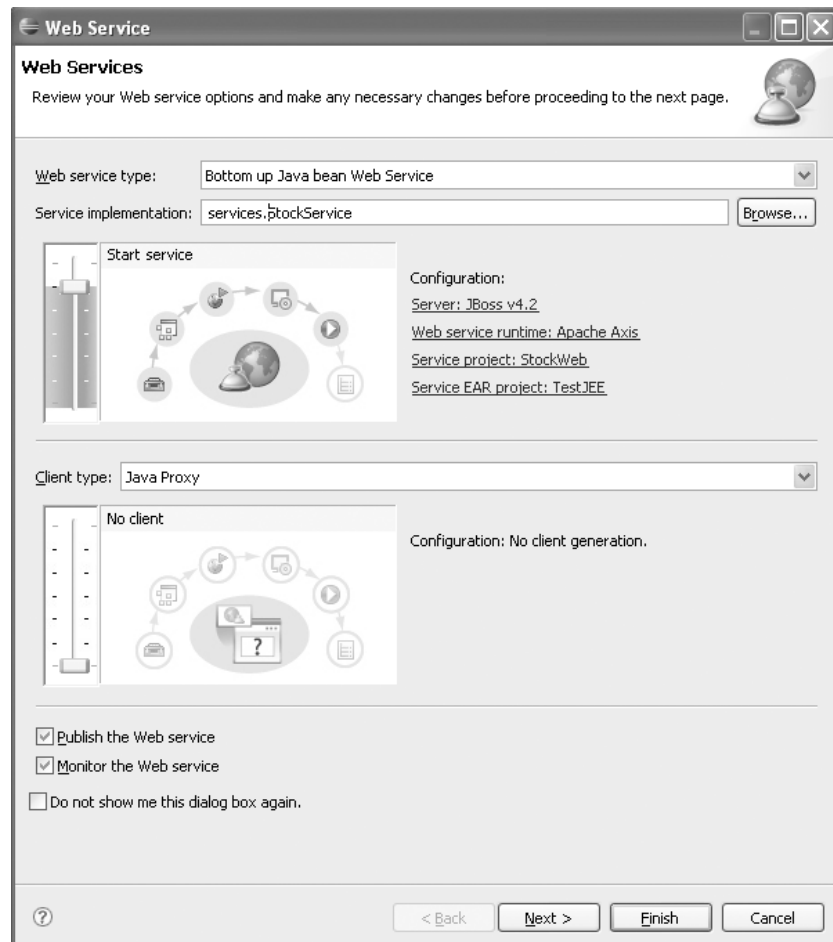 Web Service
Web Services
Review your Web service options and make any necessary changes before proceeding to the next page.
Web service type: Bottom up Java bean Web Service
Service implementation: services.StockService Browse...
Start service
Configuration:
Server: JBoss v4.2
Web service runtime: Apache Axis
Service project: StockWeb
Service EAR project: TestJEE
Client type: Java Proxy
No client
Configuration: No client generation.
?
Publish the Web service
Monitor the Web service
Do not show me this dialog box again.
? < Back Next > Finish Cancel